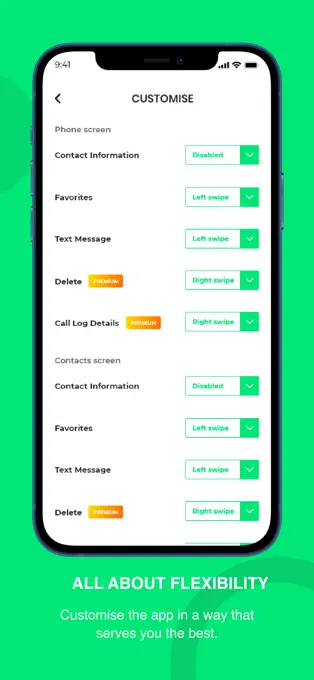 9:41
CUSTOMISE
Phone screen
Contact Information Disabled
Favorites Left swipe
Text Message Left swipe
Delete PREMIUM Right swipe
Call Log Details PREMIUM Right swipe
Contacts screen
Contact Information Disabled
Favorites Left swipe
Text Message Left swipe
Delete PREMIUM Right swipe
ALL ABOUT FLEXIBILITY
Customise the app in a way that
serves you the best.